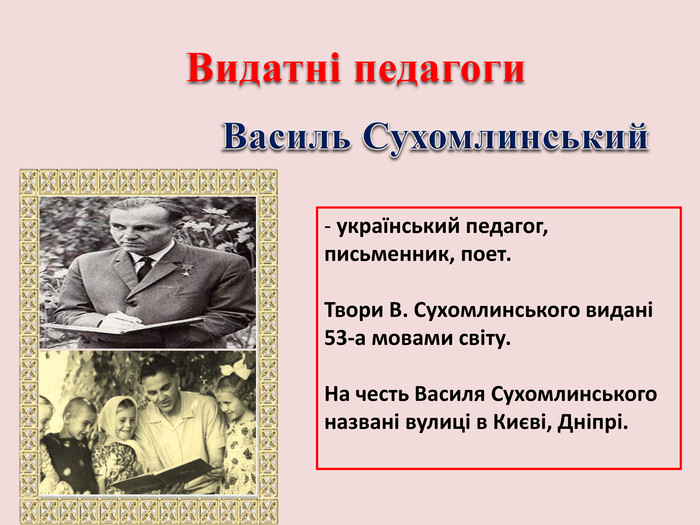 Видатні педагоги
Василь Сухомлинський
- український педагог,
письменник, поет.
Твори В. Сухомлинського видані
53-а мовами світу.
На честь Василя Сухомлинського
названі вулиці в Києві, Дніпрі.